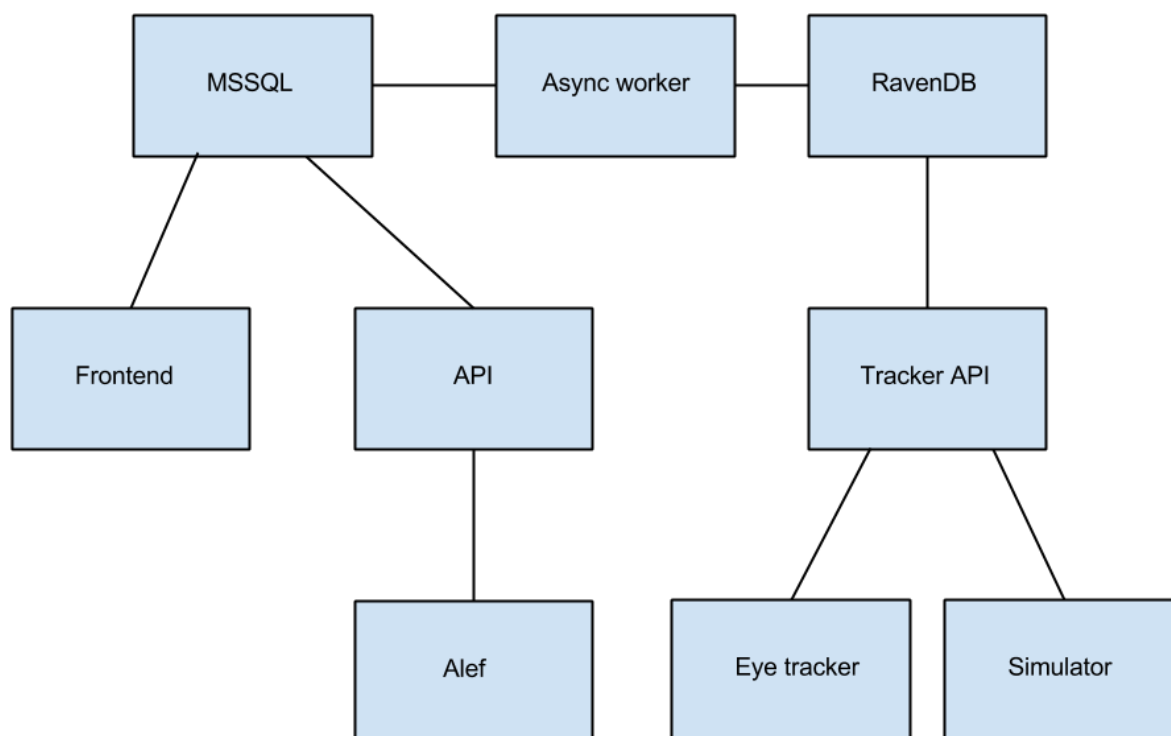 MSSQL
Async worker
RavenDB
Frontend
API
Tracker API
Alef
Eye tracker
Simulator